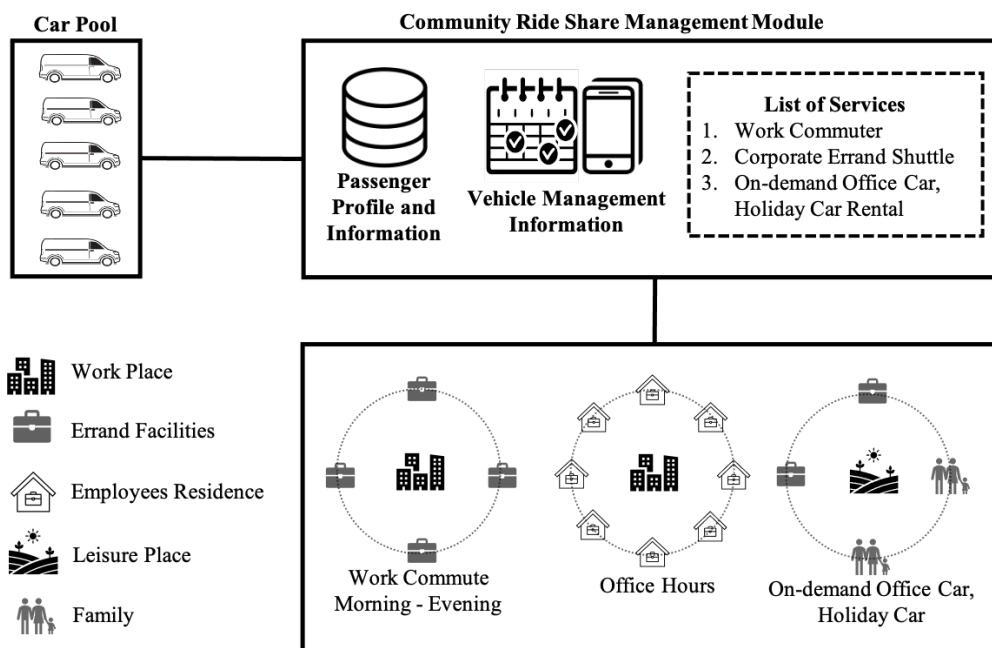 Car Pool
Community Ride Share Management Module
Passenger
Profile and
Information
Vehicle Management
Information
List of Services
1. Work Commuter
2. Corporate Errand Shuttle
3. On-demand Office Car,
Holiday Car Rental
Work Place
Errand Facilities
Employees Residence
Leisure Place
Family
Work Commute
Morning - Evening
Office Hours
On-demand Office Car,
Holiday Car